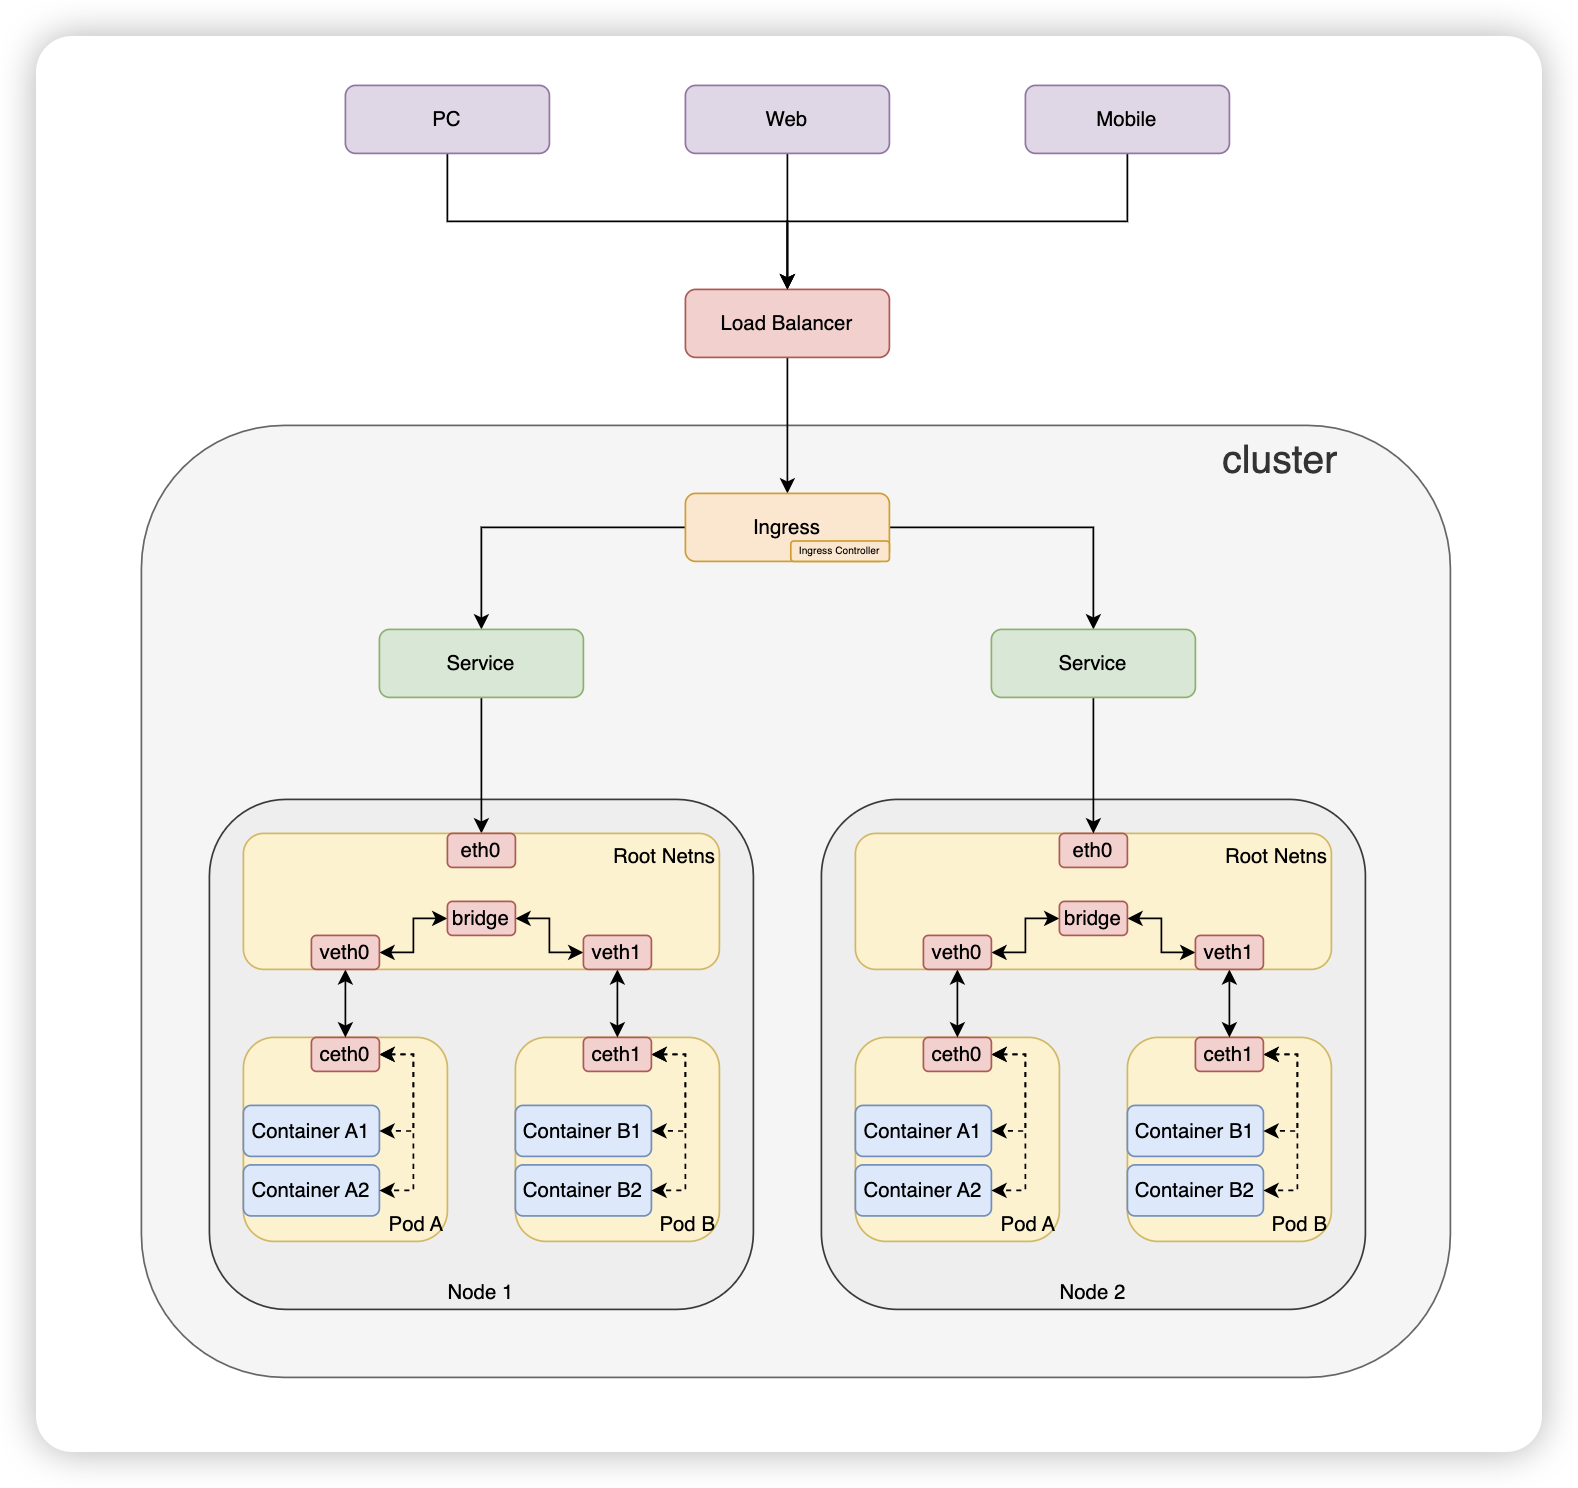 PC
Web
Mobile
Load Balancer
cluster
Ingress
Ingress Controller
Service
Service
eth0
Root Netns
bridge
veth0
veth1
ceth0
Container A1
Container A2
Pod A
ceth1
Container B1
Container B2
Pod B
Node 1
eth0
Root Netns
bridge
veth0
veth1
ceth0
Container A1
Container A2
Pod A
ceth1
Container B1
Container B2
Pod B
Node 2